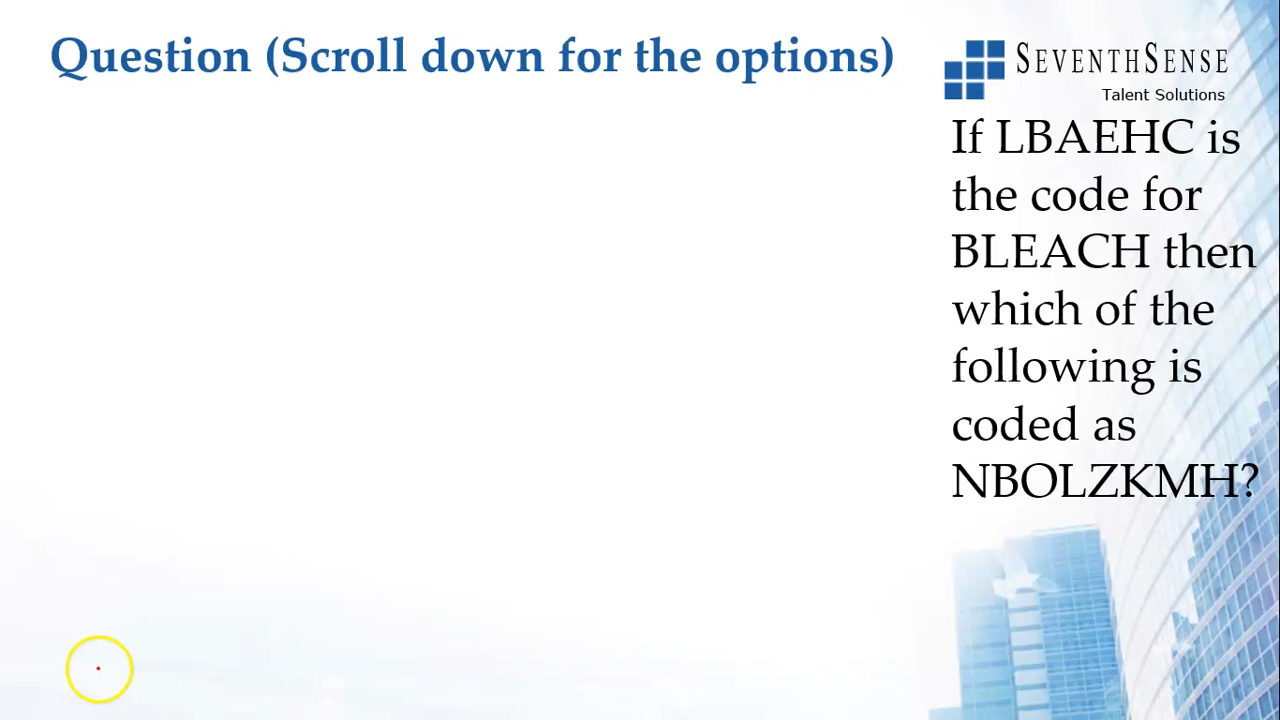 Question (Scroll down for the options)
SEVENTHSENSE
Talent Solutions
If LBAEHC is
the code for
BLEACH then
which of the
following is
coded as
NBOLZKMH?